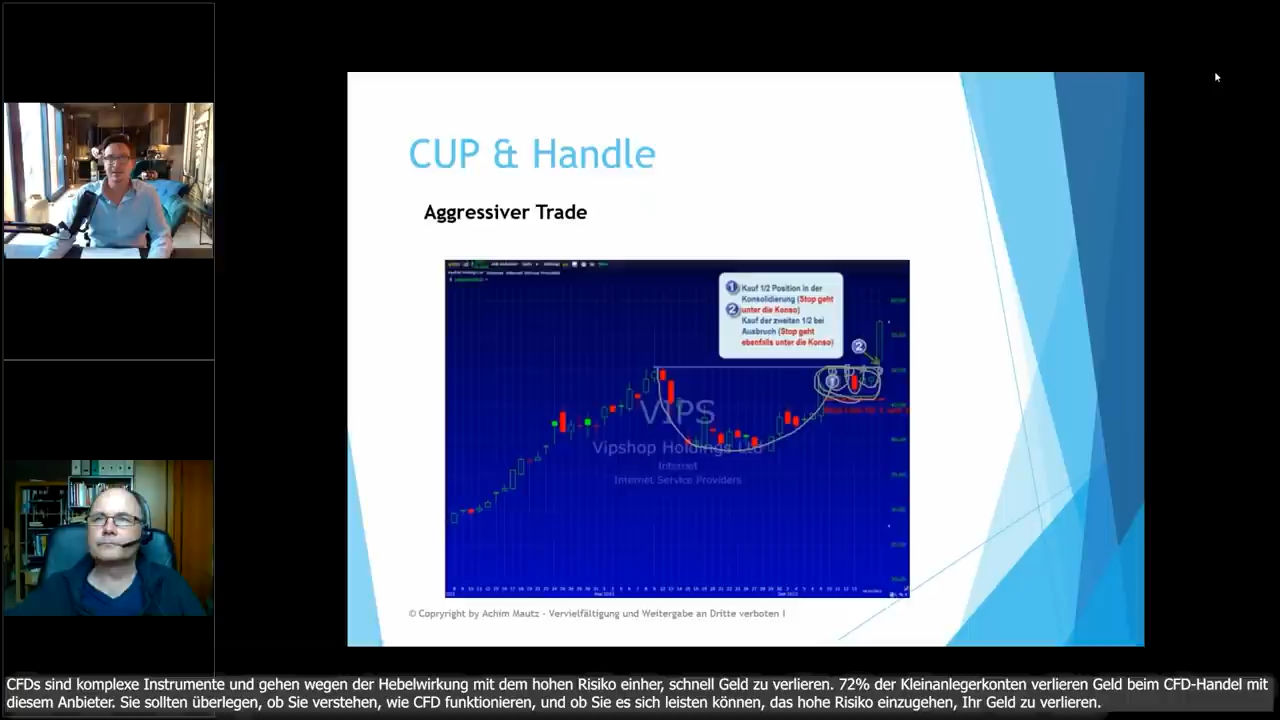 CUP & Handle
Aggressiver Trade
1 Kauf 1/2 Position in der
Konsolidierung (Stop geht
unter die Konso)
2 Kauf der zweiten 1/2 bei
Ausbruch (Stop geht
ebenfalls unter die Konso)
2
1
VIPS
Vipshop Holdings Ltd
Internet
Internet Service Providers
© Copryright by Achim Mautz - Vervielfältigung und Weitergabe an Dritte verboten !
CFDs sind komplexe Instrumente und gehen wegen der Hebelwirkung mit dem hohen Risiko einher, schnell Geld zu verlieren. 72% der Kleinanlegerkonten verlieren Geld beim CFD-Handel mit
diesem Anbieter. Sie sollten überlegen, ob Sie verstehen, wie CFD funktionieren, und ob Sie es sich leisten können, das hohe Risiko einzugehen, Ihr Geld zu verlieren.